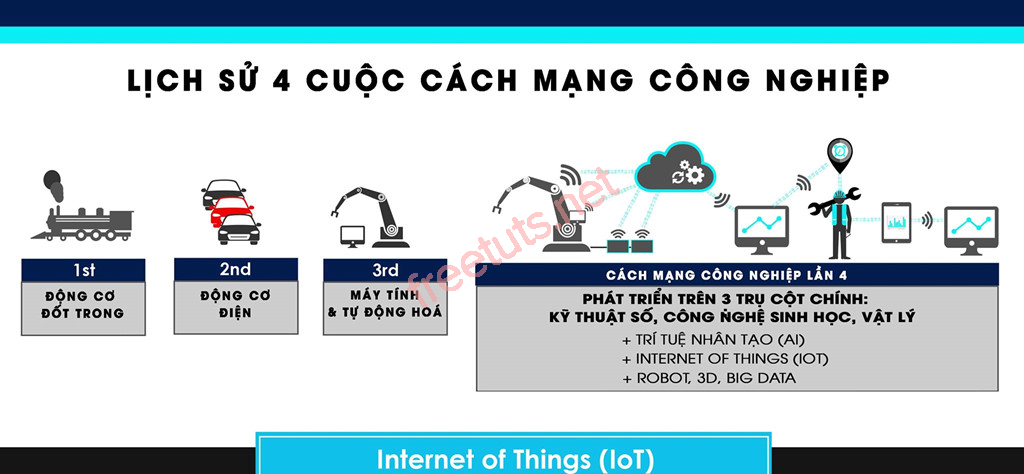 LỊCH SỬ 4 CUỘC CÁCH MẠNG CÔNG NGHIỆP
1st
ĐỘNG CƠ
ĐỐT TRONG
2nd
ĐỘNG CƠ
ĐIỆN
3rd
MÁY TÍNH
& TỰ ĐỘNG HOÁ
CÁCH MẠNG CÔNG NGHIỆP LẦN 4
PHÁT TRIỂN TRÊN 3 TRỤ CỘT CHÍNH:
KỸ THUẬT SỐ, CÔNG NGHỆ SINH HỌC, VẬT LÝ
+ TRÍ TUỆ NHÂN TẠO (AI)
+ INTERNET OF THINGS (IOT)
+ ROBOT, 3D, BIG DATA
freetuts.net
Internet of Things (IoT)